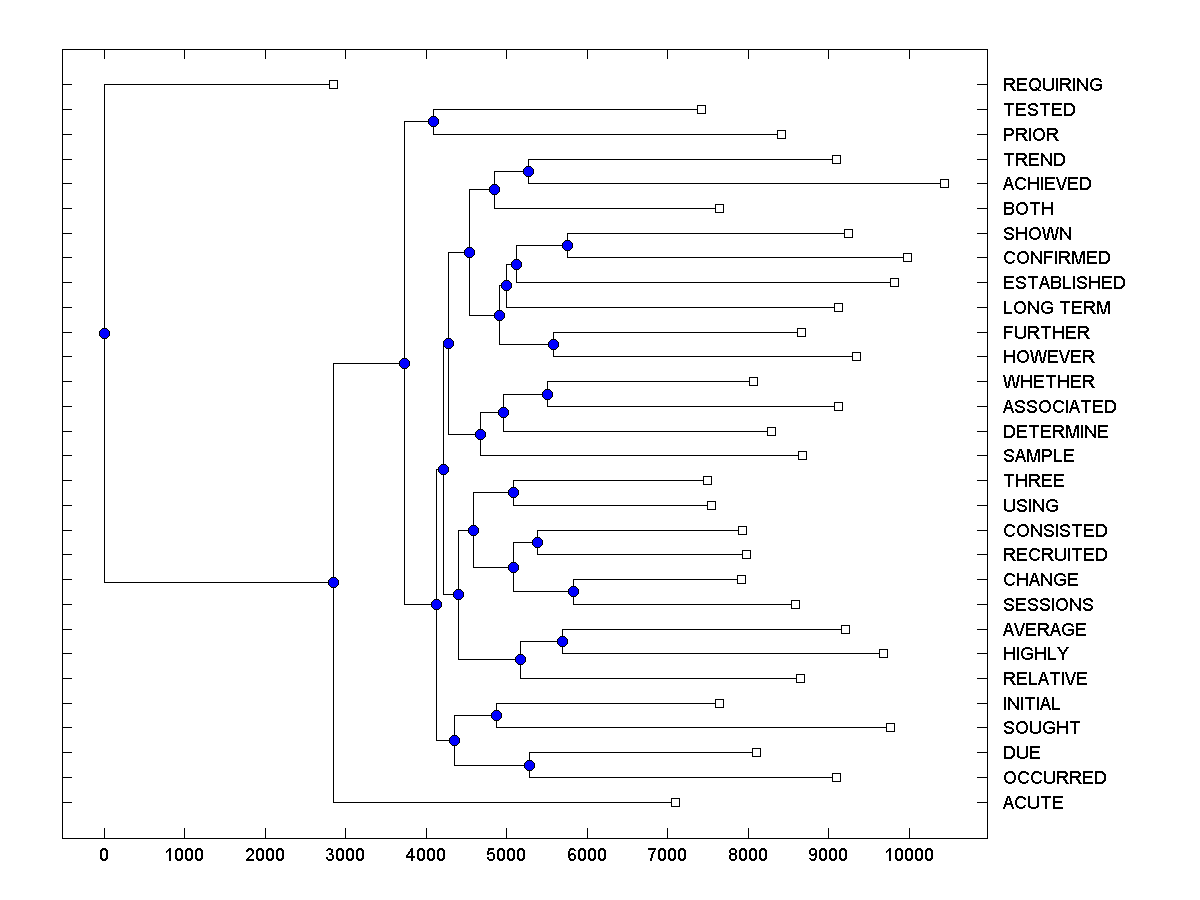 REQUIRING
TESTED
PRIOR
TREND
ACHIEVED
BOTH
SHOWN
CONFIRMED
ESTABLISHED
LONG TERM
FURTHER
HOWEVER
WHETHER
ASSOCIATED
DETERMINE
SAMPLE
THREE
USING
CONSISTED
RECRUITED
CHANGE
SESSIONS
AVERAGE
HIGHLY
RELATIVE
INITIAL
SOUGHT
DUE
OCCURRED
ACUTE
0 1000 2000 3000 4000 5000 6000 7000 8000 9000 10000